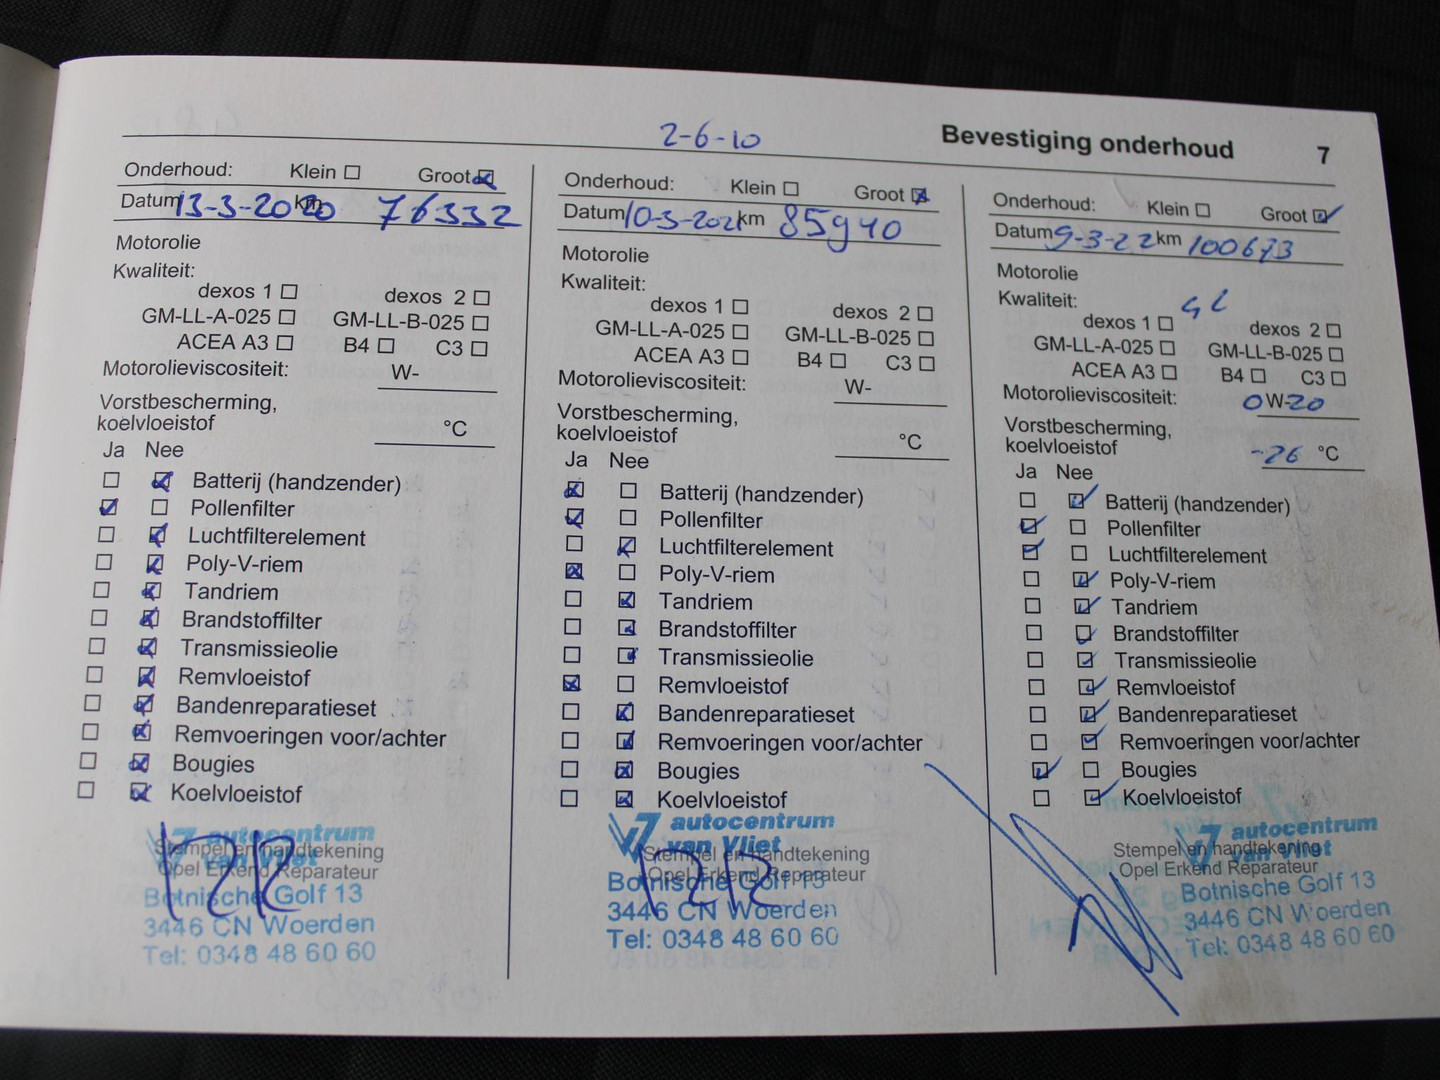 2-6-10
Bevestiging onderhoud 7
Onderhoud: Klein ☐ Groot ☒
Datum 13-3-2020 km 76332
Motorolie
Kwaliteit:
dexos 1 ☐ dexos 2 ☐
GM-LL-A-025 ☐ GM-LL-B-025 ☐
ACEA A3 ☐ B4 ☐ C3 ☐
Motorolieviscositeit: W-
Vorstbescherming,
koelvloeistof °C
Ja Nee
☐ ☒ Batterij (handzender)
☒ ☐ Pollenfilter
☐ ☒ Luchtfilterelement
☐ ☒ Poly-V-riem
☐ ☒ Tandriem
☐ ☒ Brandstoffilter
☐ ☒ Transmissieolie
☐ ☒ Remvloeistof
☐ ☒ Bandenreparatieset
☐ ☒ Remvoeringen voor/achter
☐ ☒ Bougies
☐ ☒ Koelvloeistof
autocentrum
van Vliet
Stempel en handtekening
Opel Erkend Reparateur
Botnische Golf 13
3446 CN Woerden
Tel: 0348 48 60 60
Onderhoud: Klein ☐ Groot ☒
Datum 10-3-2021 km 85940
Motorolie
Kwaliteit:
dexos 1 ☐ dexos 2 ☐
GM-LL-A-025 ☐ GM-LL-B-025 ☐
ACEA A3 ☐ B4 ☐ C3 ☐
Motorolieviscositeit: W-
Vorstbescherming,
koelvloeistof °C
Ja Nee
☒ ☐ Batterij (handzender)
☒ ☐ Pollenfilter
☐ ☒ Luchtfilterelement
☒ ☐ Poly-V-riem
☐ ☒ Tandriem
☐ ☒ Brandstoffilter
☐ ☒ Transmissieolie
☒ ☐ Remvloeistof
☐ ☒ Bandenreparatieset
☐ ☒ Remvoeringen voor/achter
☐ ☒ Bougies
☐ ☒ Koelvloeistof
autocentrum
van Vliet
Stempel en handtekening
Opel Erkend Reparateur
Botnische Golf 13
3446 CN Woerden
Tel: 0348 48 60 60
Onderhoud: Klein ☐ Groot ☑
Datum 9-3-22 km 100673
Motorolie
Kwaliteit: 4L
dexos 1 ☐ dexos 2 ☐
GM-LL-A-025 ☐ GM-LL-B-025 ☐
ACEA A3 ☐ B4 ☐ C3 ☐
Motorolieviscositeit: 0W-20
Vorstbescherming,
koelvloeistof -26 °C
Ja Nee
☐ ☑ Batterij (handzender)
☑ ☐ Pollenfilter
☑ ☐ Luchtfilterelement
☐ ☑ Poly-V-riem
☐ ☑ Tandriem
☐ ☑ Brandstoffilter
☐ ☑ Transmissieolie
☐ ☑ Remvloeistof
☐ ☑ Bandenreparatieset
☐ ☑ Remvoeringen voor/achter
☑ ☐ Bougies
☐ ☑ Koelvloeistof
autocentrum
van Vliet
Stempel en handtekening
Opel Erkend Reparateur
Botnische Golf 13
3446 CN Woerden
Tel: 0348 48 60 60